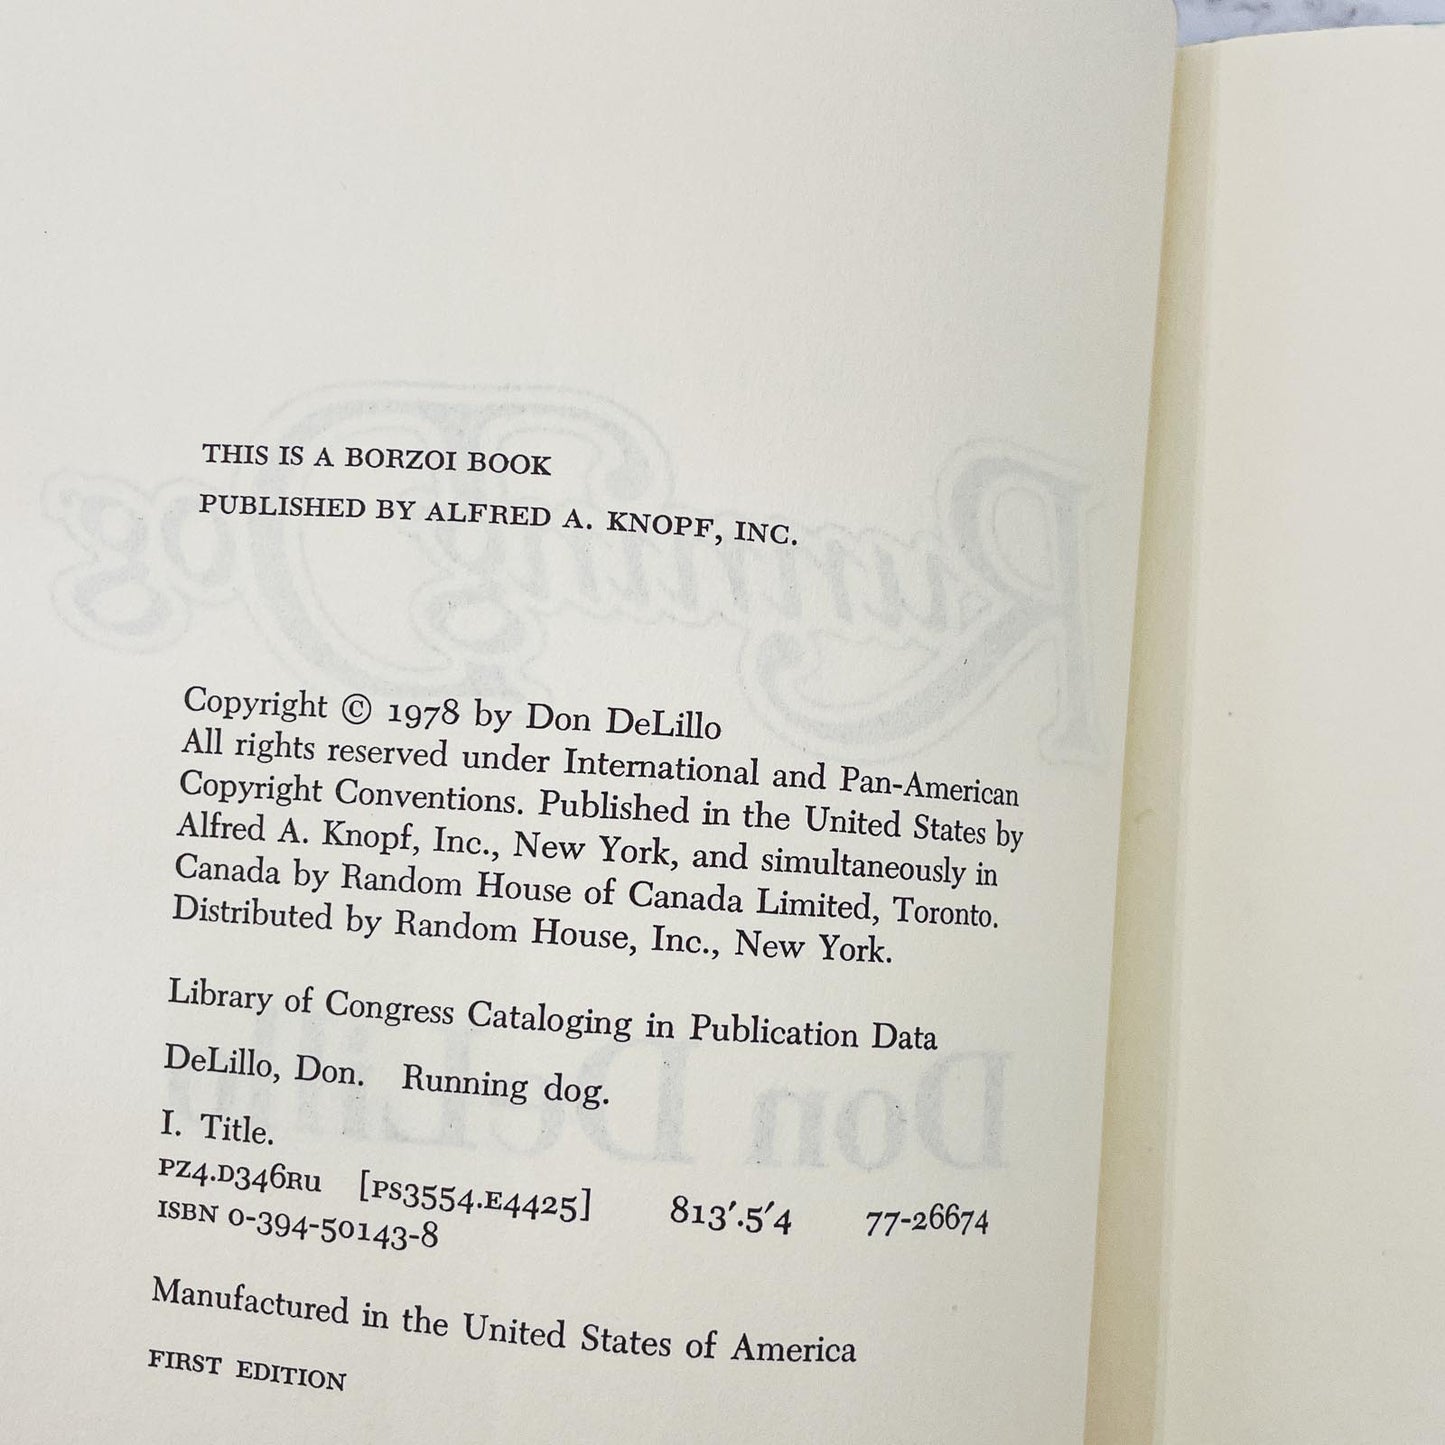 THIS IS A BORZOI BOOK
PUBLISHED BY ALFRED A. KNOPF, INC.
Running Dog
Copyright © 1978 by Don DeLillo
All rights reserved under International and Pan-American
Copyright Conventions. Published in the United States by
Alfred A. Knopf, Inc., New York, and simultaneously in
Canada by Random House of Canada Limited, Toronto.
Distributed by Random House, Inc., New York.
Library of Congress Cataloging in Publication Data
DeLillo, Don. Running dog.
I. Title.
PZ4.D346RU [PS3554.E4425] 813'.5'4 77-26674
ISBN 0-394-50143-8
Don DeLillo
Manufactured in the United States of America
FIRST EDITION